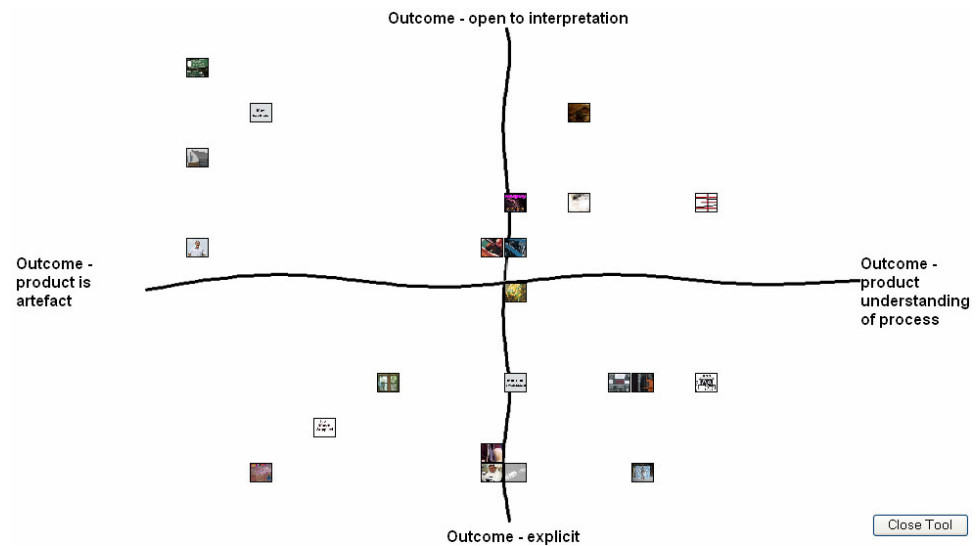 Outcome - open to interpretation
Outcome -
product is
artefact
Outcome -
product
understanding
of process
Outcome - explicit
Close Tool